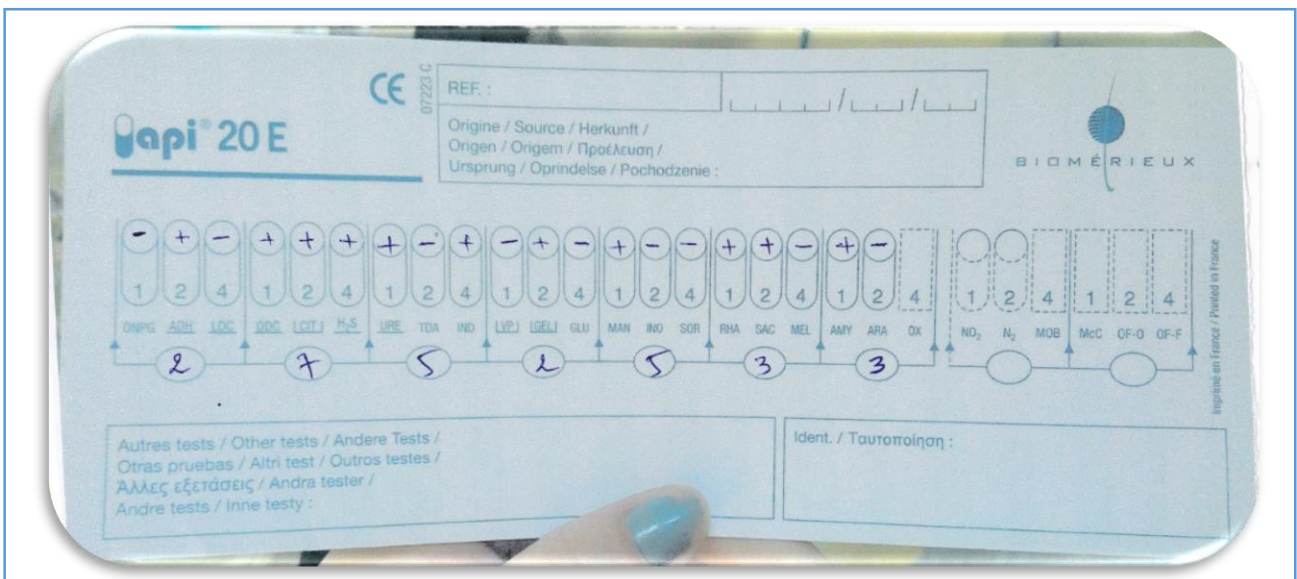 CE
07223 C
REF. :
/ /
api® 20 E
Origine / Source / Herkunft /
Origen / Origem / Προέλευση /
Ursprung / Oprindelse / Pochodzenie :
BIOMÉRIEUX
- + - + + + + - + - + - + - - + + - + -
1 2 4 1 2 4 1 2 4 1 2 4 1 2 4 1 2 4 1 2 4 1 2 4 1 2 4
ONPG ADH LDC ODC |CIT| H₂S URE TDA IND |VP| |GEL| GLU MAN INO SOR RHA SAC MEL AMY ARA OX NO₂ N₂ MOB McC OF-O OF-F
2 7 5 2 5 3 3
Imprimé en France / Printed in France
Autres tests / Other tests / Andere Tests /
Otras pruebas / Altri test / Outros testes /
Άλλες εξετάσεις / Andra tester /
Andre tests / Inne testy :
Ident. / Ταυτοποίηση :